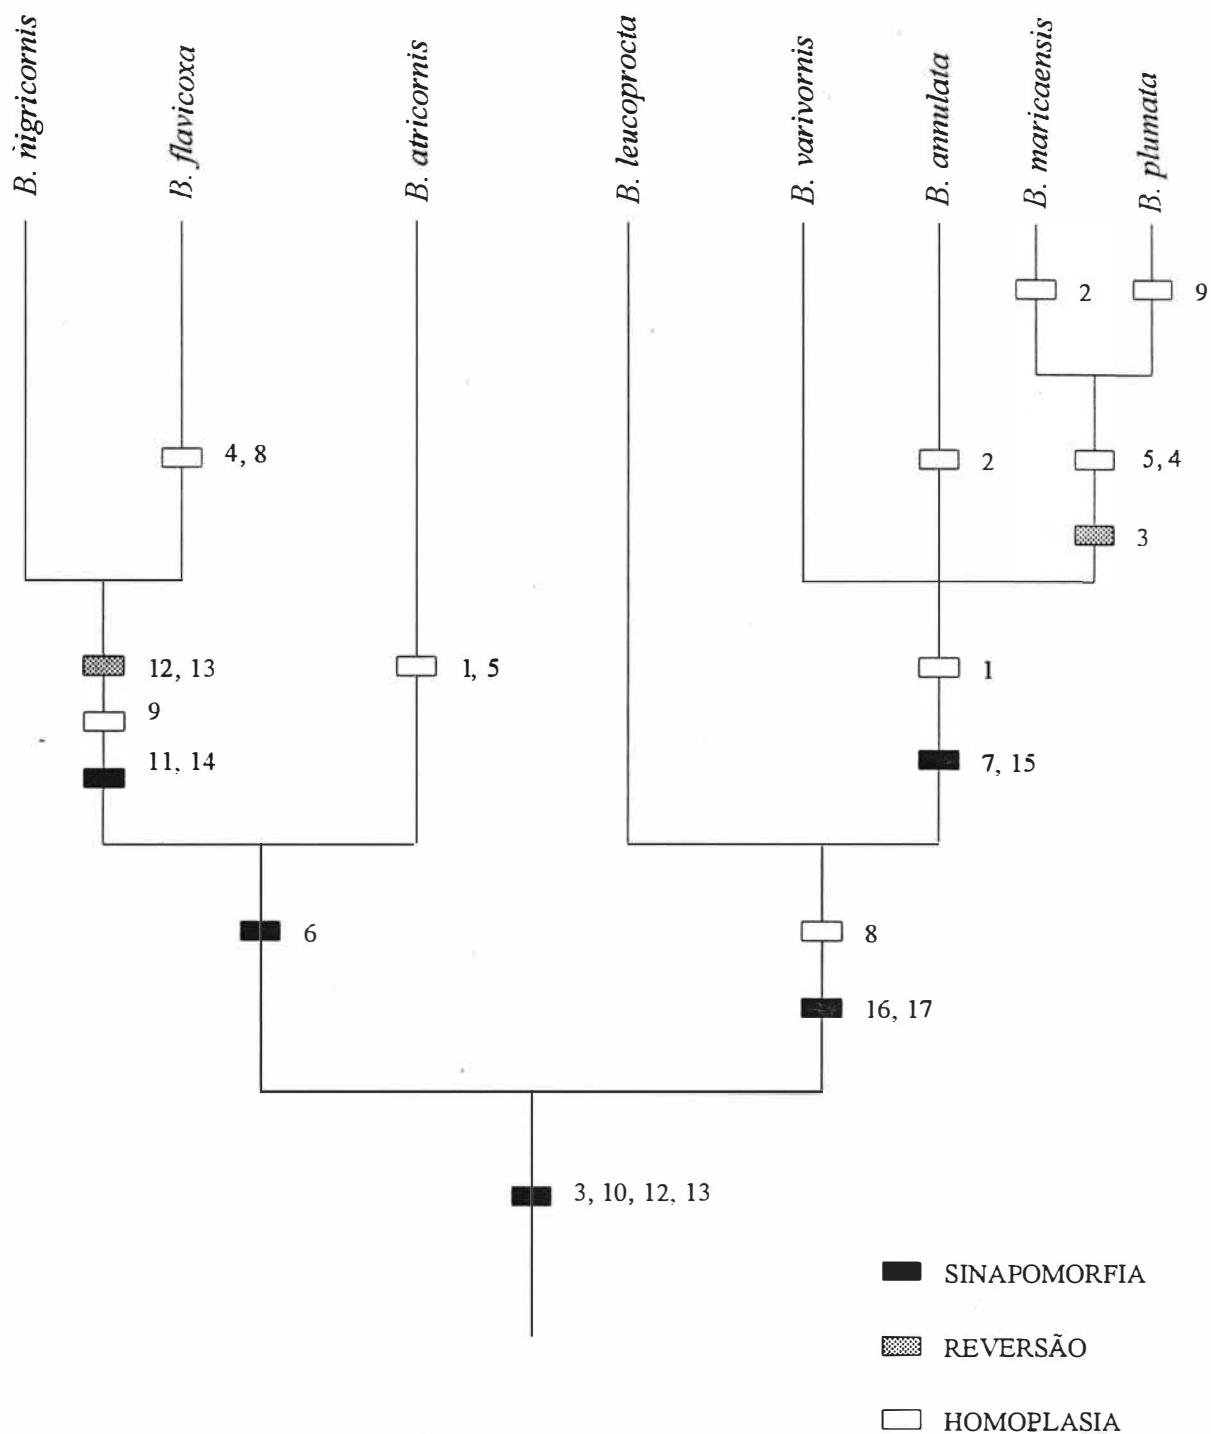 B. nigricornis
B. flavicoxa
B. atricornis
B. leucoprocta
B. varivornis
B. annulata
B. maricaensis
B. plumata
2
9
4, 8
2
5, 4
3
12, 13
1, 5
1
9
11, 14
7, 15
6
8
16, 17
3, 10, 12, 13
SINAPOMORFIA
REVERSÃO
HOMOPLASIA